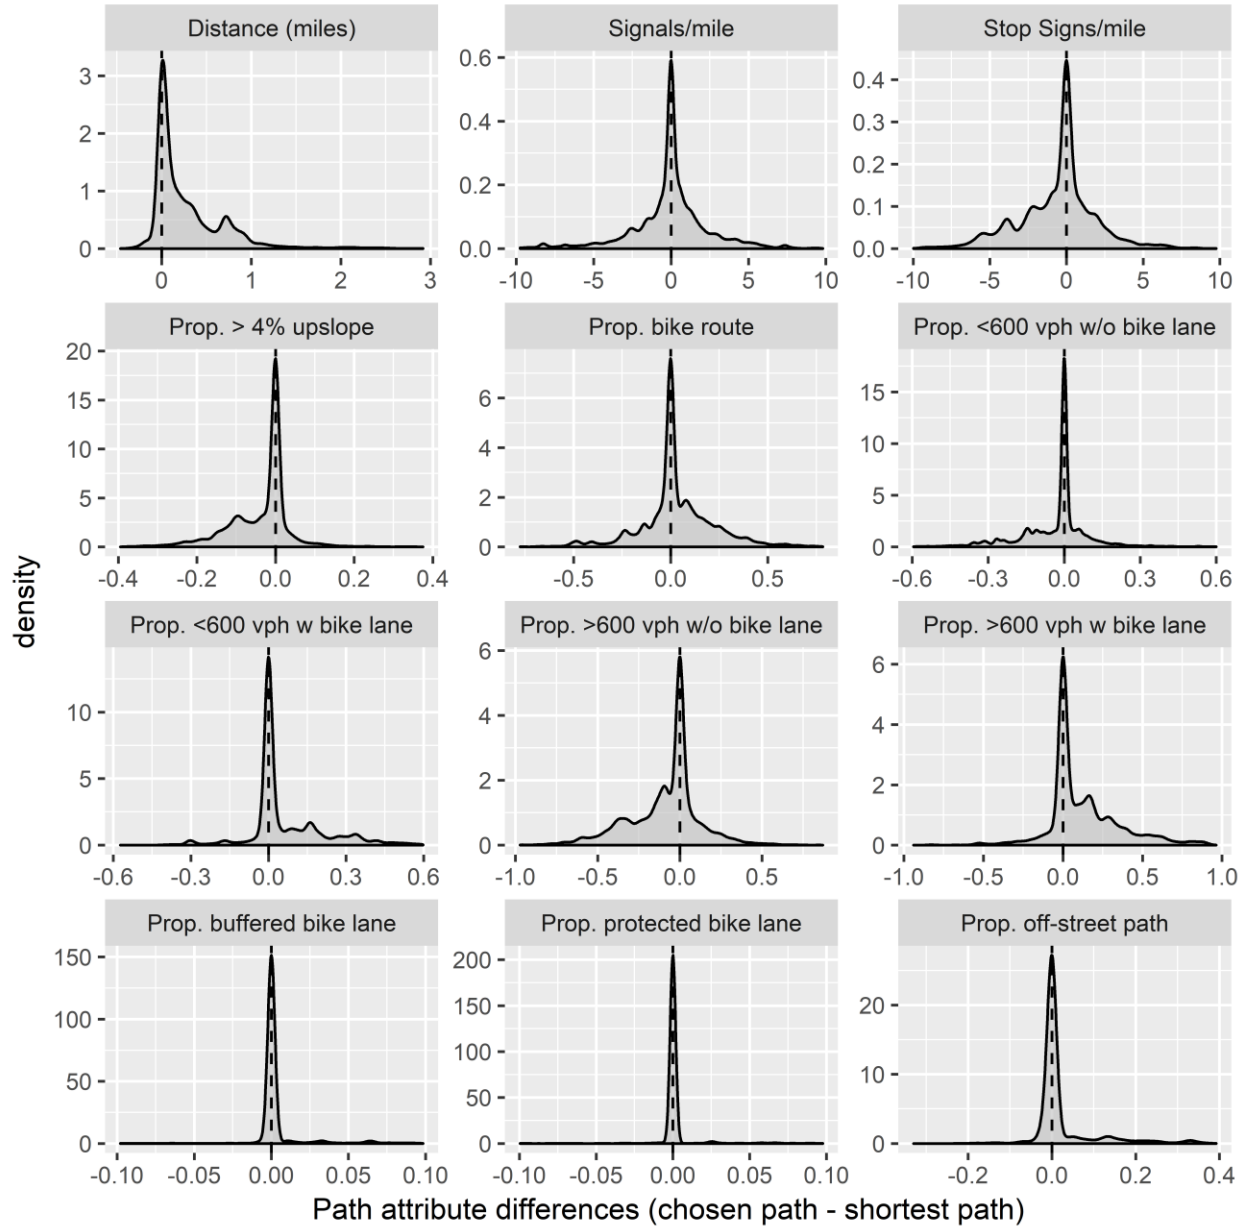 Distance (miles) Signals/mile Stop Signs/mile
3 0.6 0.4
2 0.4 0.3
1 0.2 0.2
0 0.0 0.1
0.0
0 1 2 3 -10 -5 0 5 10 -10 -5 0 5 10
Prop. > 4% upslope Prop. bike route Prop. <600 vph w/o bike lane
20 6 15
15 4 10
10 2 5
5 0 0
0
-0.4 -0.2 0.0 0.2 0.4 -0.5 0.0 0.5 -0.6 -0.3 0.0 0.3 0.6
density
Prop. <600 vph w bike lane Prop. >600 vph w/o bike lane Prop. >600 vph w bike lane
10 6 6
5 4 4
0 2 2
0 0
-0.6 -0.3 0.0 0.3 0.6 -1.0 -0.5 0.0 0.5 -1.0 -0.5 0.0 0.5 1.0
Prop. buffered bike lane Prop. protected bike lane Prop. off-street path
150 200 20
100 150 10
50 100 0
0 50
0
-0.10 -0.05 0.00 0.05 0.10 -0.10 -0.05 0.00 0.05 0.10 -0.2 0.0 0.2 0.4
Path attribute differences (chosen path - shortest path)